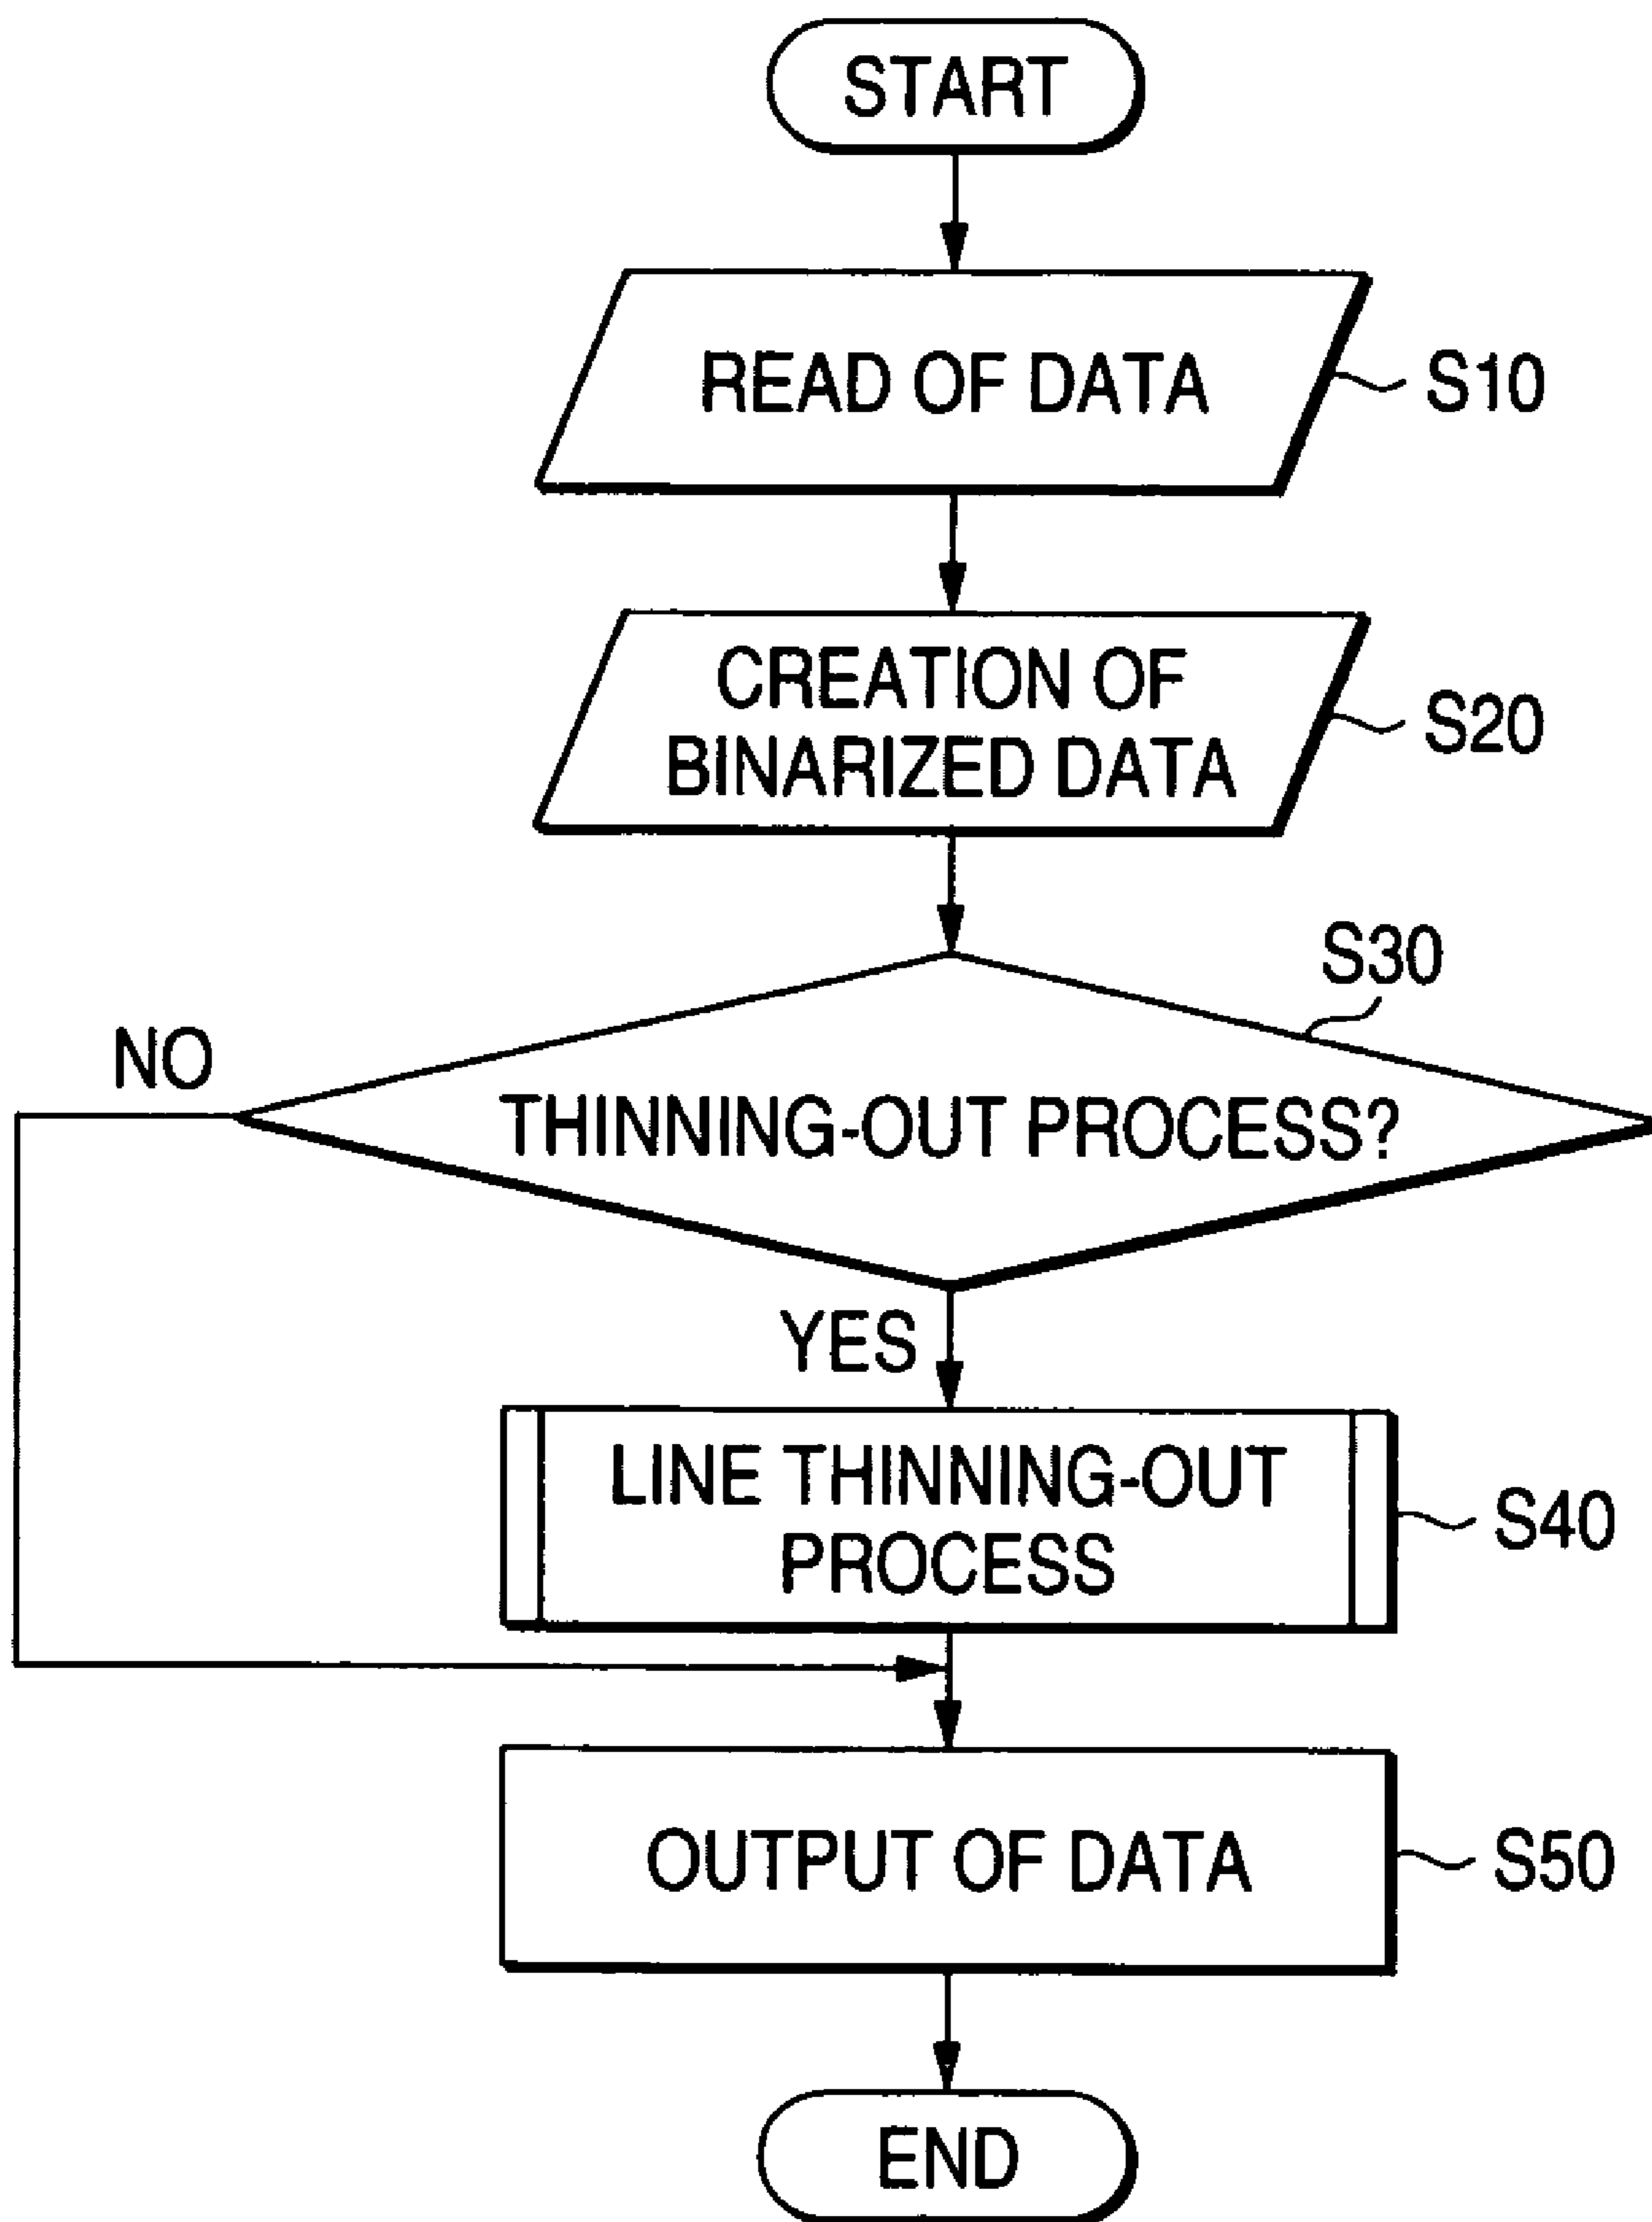 START
READ OF DATA
S10
CREATION OF
BINARIZED DATA
S20
S30
NO
THINNING-OUT PROCESS?
YES
LINE THINNING-OUT
PROCESS
S40
OUTPUT OF DATA
S50
END